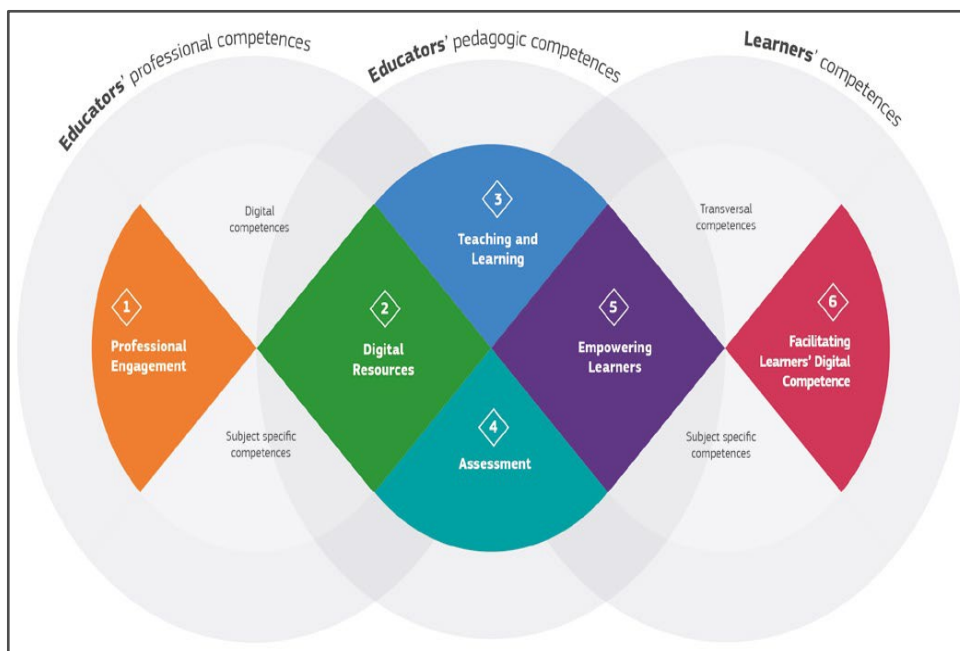 Educators' professional competences
Educators' pedagogic competences
Learners' competences
Digital
competences
Transversal
competences
1
Professional
Engagement
2
Digital
Resources
3
Teaching and
Learning
4
Assessment
5
Empowering
Learners
6
Facilitating
Learners' Digital
Competence
Subject specific
competences
Subject specific
competences